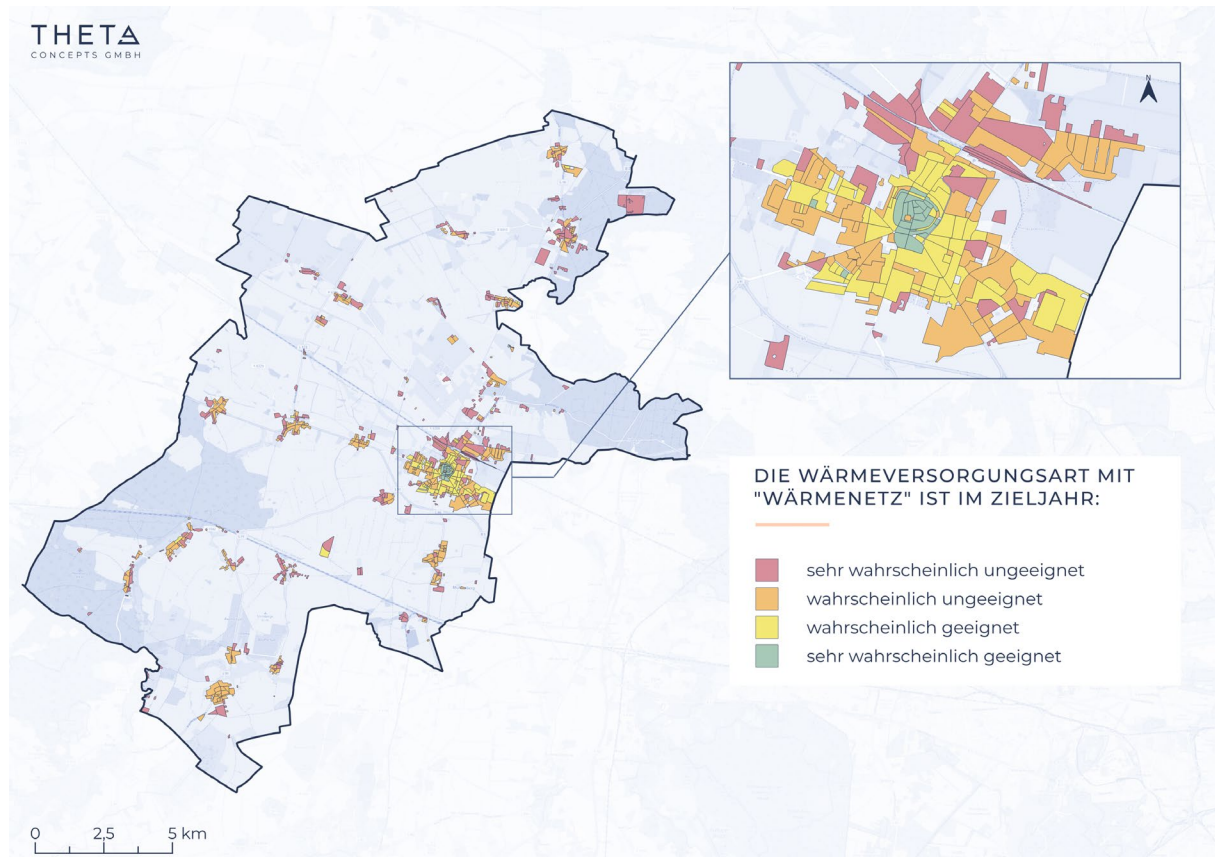 THETA
CONCEPTS GMBH
N
DIE WÄRMEVERSORGUNGSART MIT
"WÄRMENETZ" IST IM ZIELJAHR:
sehr wahrscheinlich ungeeignet
wahrscheinlich ungeeignet
wahrscheinlich geeignet
sehr wahrscheinlich geeignet
0 2,5 5 km